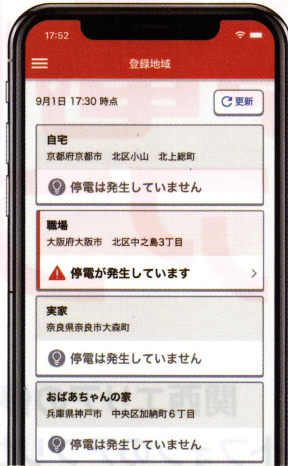 17:52
登録地域
9月1日 17:30 時点
更新
自宅
京都府京都市 北区小山 北上総町
停電は発生していません
職場
大阪府大阪市 北区中之島3丁目
停電が発生しています
実家
奈良県奈良市大森町
停電は発生していません
おばあちゃんの家
兵庫県神戸市 中央区加納町6丁目
停電は発生していません